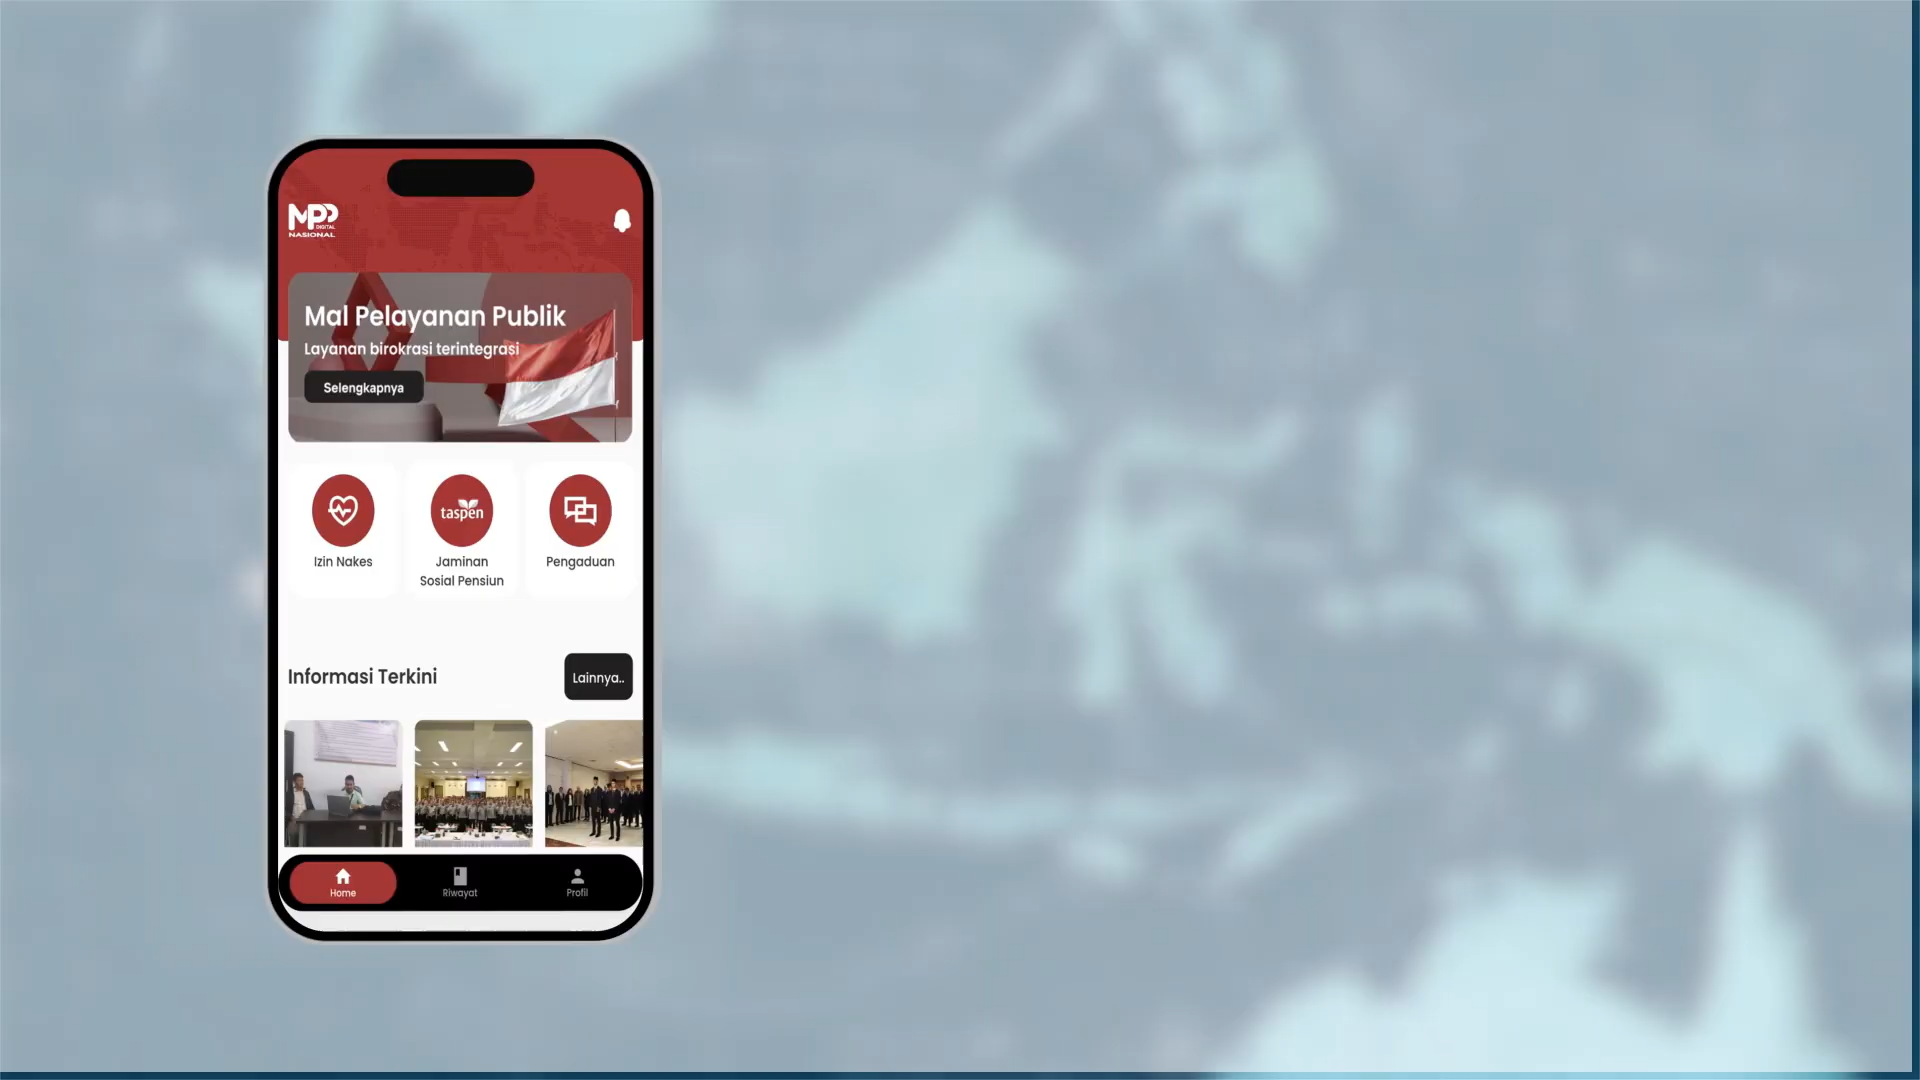 MPP
DIGITAL
NASIONAL
Mal Pelayanan Publik
Layanan birokrasi terintegrasi
Selengkapnya
taspen
Izin Nakes
Jaminan
Sosial Pensiun
Pengaduan
Informasi Terkini
Lainnya..
Home
Riwayat
Profil